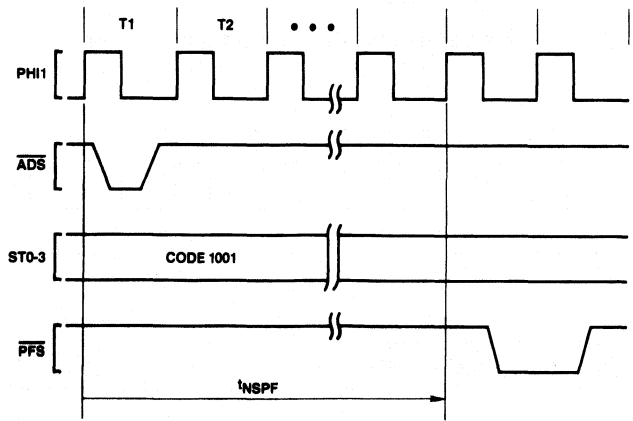 T1 T2 • • •
PHI1
ADS
ST0-3 CODE 1001
PFS
tNSPF